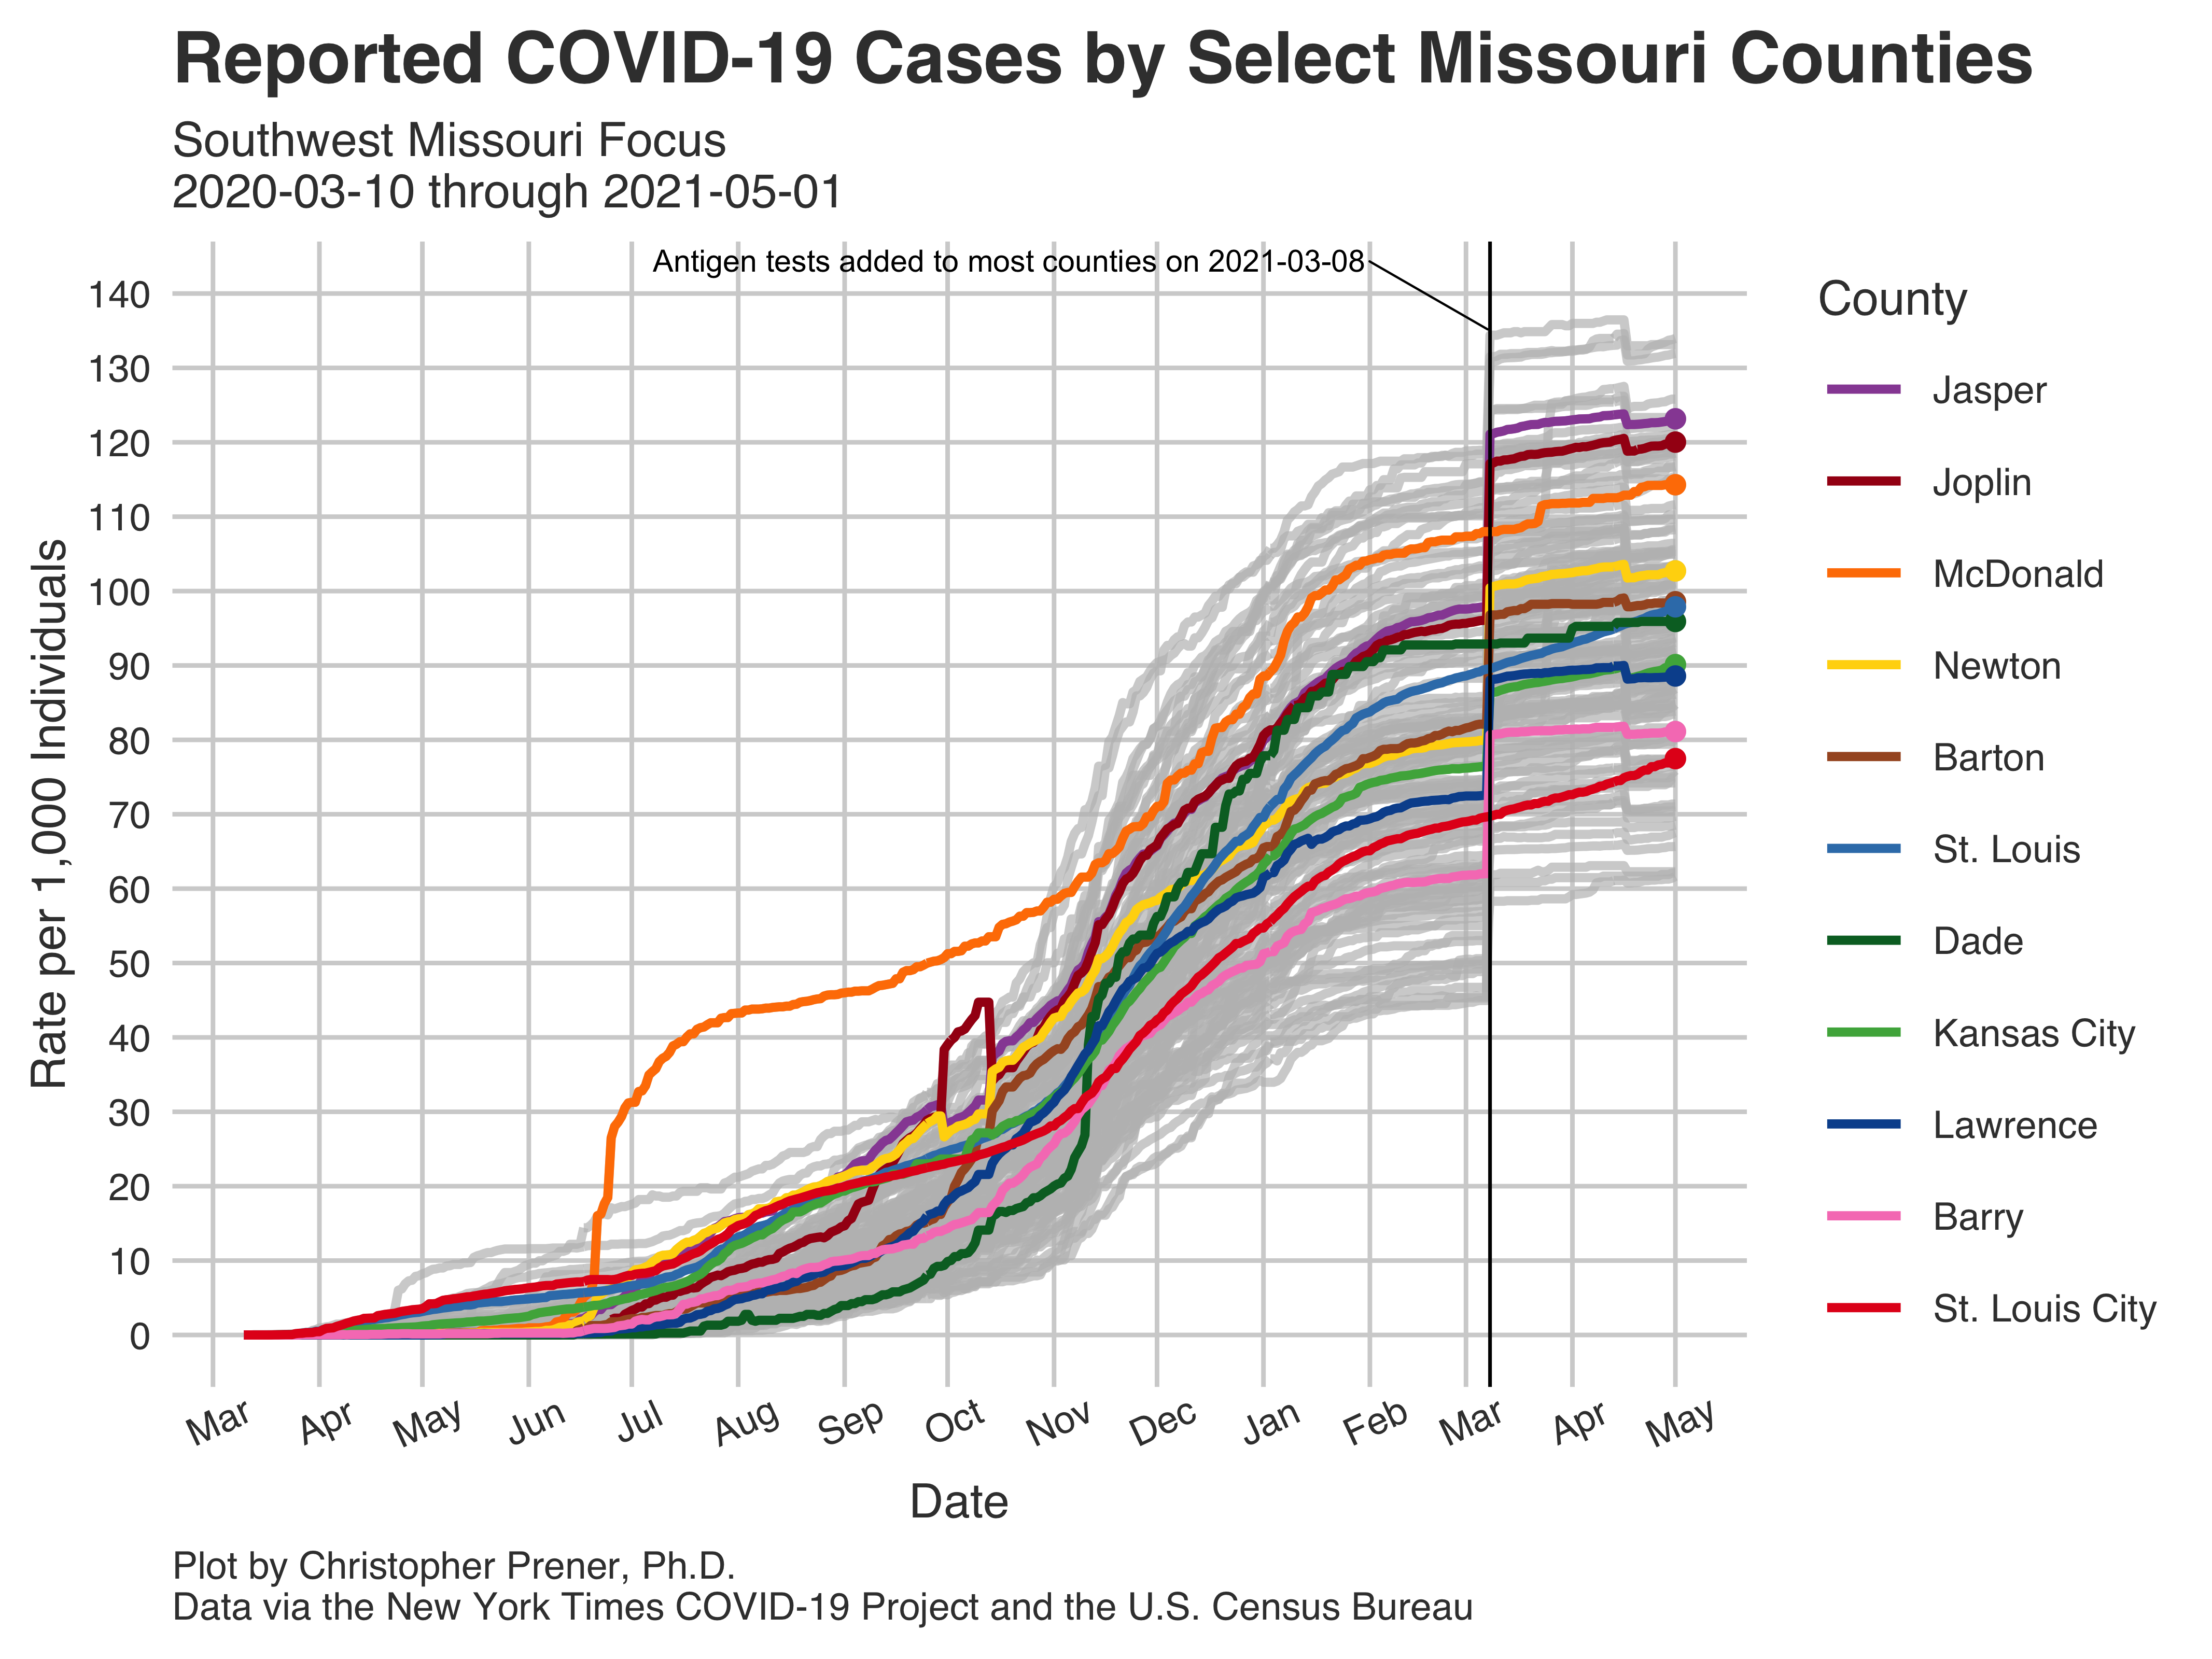 Reported COVID-19 Cases by Select Missouri Counties
Southwest Missouri Focus
2020-03-10 through 2021-05-01
Antigen tests added to most counties on 2021-03-08
140
130
120
110
100
90
80
70
60
50
40
30
20
10
0
Rate per 1,000 Individuals
Mar
Apr
May
Jun
Jul
Aug
Sep
Oct
Nov
Dec
Jan
Feb
Mar
Apr
May
Date
County
Jasper
Joplin
McDonald
Newton
Barton
St. Louis
Dade
Kansas City
Lawrence
Barry
St. Louis City
Plot by Christopher Prener, Ph.D.
Data via the New York Times COVID-19 Project and the U.S. Census Bureau